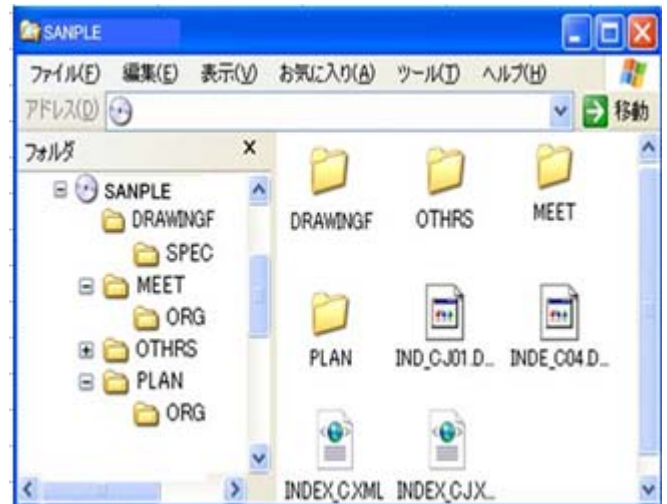 SANPLE
ファイル(F) 編集(E) 表示(V) お気に入り(A) ツール(T) ヘルプ(H)
アドレス(D) 移動
フォルダ x
SANPLE
DRAWINGF
SPEC
MEET
ORG
OTHRS
PLAN
ORG
DRAWINGF OTHRS MEET
PLAN IND_CJ01.D... INDE_C04.D...
INDEX_C.XML INDEX_CJX...